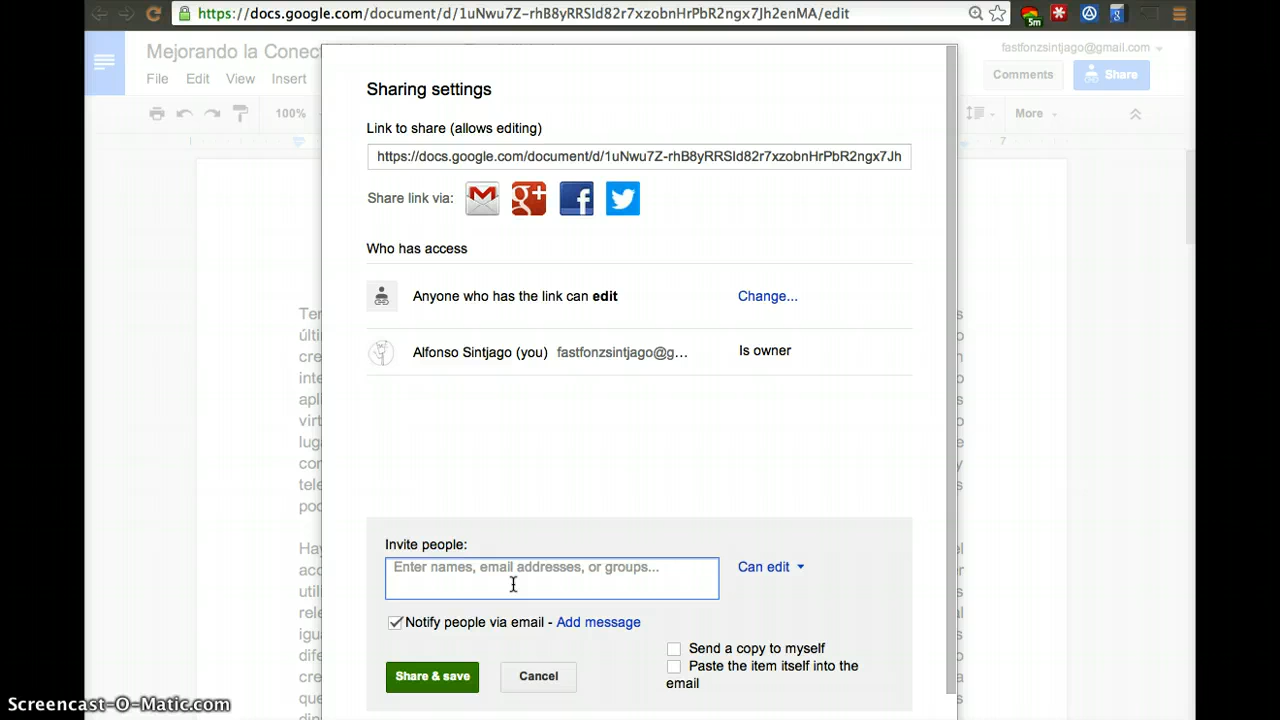 https://docs.google.com/document/d/1uNwu7Z-rhB8yRRSId82r7xzobnHrPbR2ngx7Jh2enMA/edit
5m
Mejorando la Conec
fastfonzsintjago@gmail.com
File Edit View Insert
Comments
Share
100%
More
7
Sharing settings
Link to share (allows editing)
https://docs.google.com/document/d/1uNwu7Z-rhB8yRRSId82r7xzobnHrPbR2ngx7Jh
Share link via:
Who has access
Anyone who has the link can edit Change...
Alfonso Sintjago (you) fastfonzsintjago@g... Is owner
Invite people:
Enter names, email addresses, or groups...
Can edit
Notify people via email - Add message
Send a copy to myself
Paste the item itself into the
email
Share & save
Cancel
Screencast-O-Matic.com